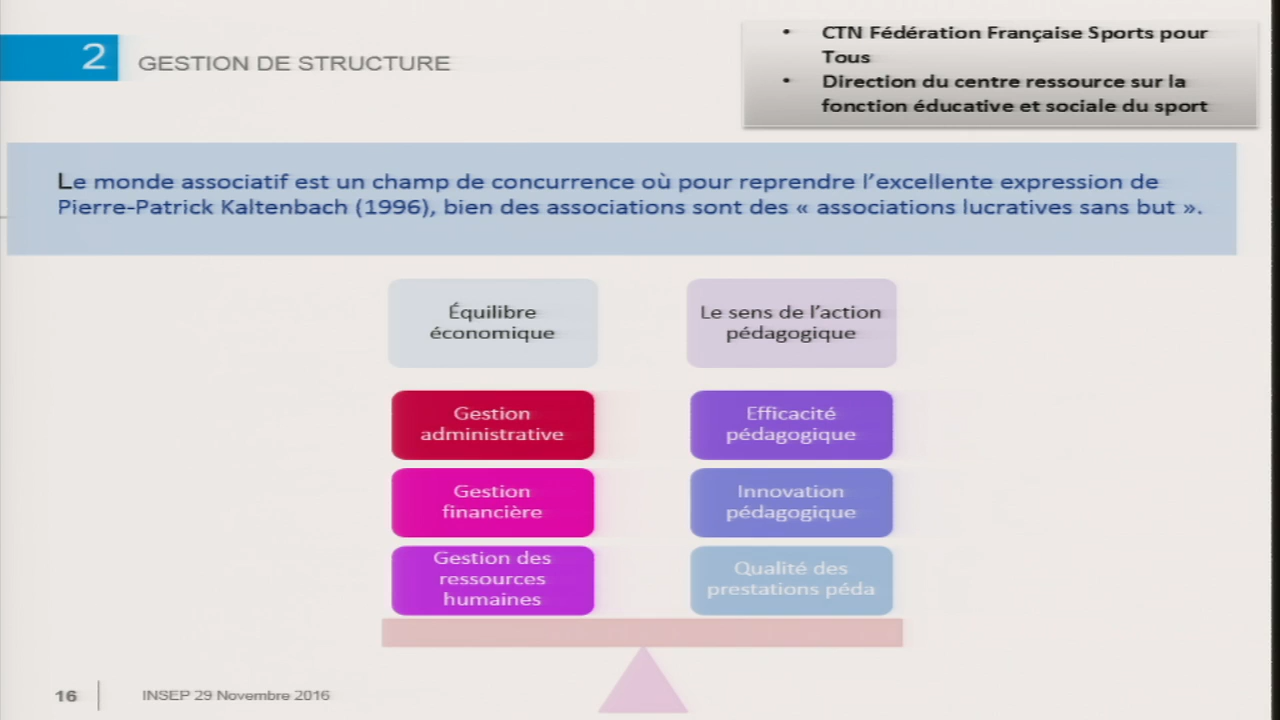 2
GESTION DE STRUCTURE
• CTN Fédération Française Sports pour
Tous
• Direction du centre ressource sur la
fonction éducative et sociale du sport
Le monde associatif est un champ de concurrence où pour reprendre l’excellente expression de
Pierre-Patrick Kaltenbach (1996), bien des associations sont des « associations lucratives sans but ».
Équilibre
économique
Gestion
administrative
Gestion
financière
Gestion des
ressources
humaines
Le sens de l’action
pédagogique
Efficacité
pédagogique
Innovation
pédagogique
Qualité des
prestations péda
16
INSEP 29 Novembre 2016